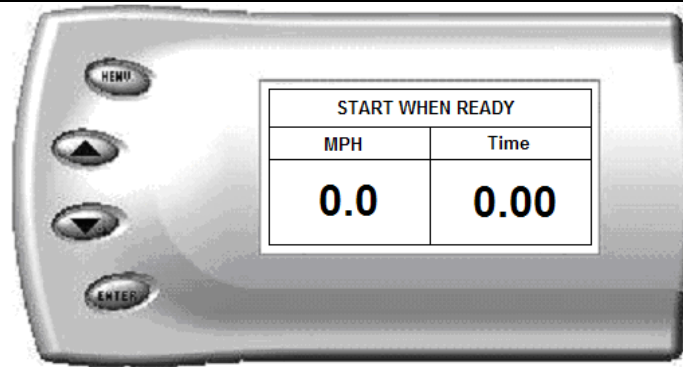 MENU
START WHEN READY
MPH Time
0.0 0.00
ENTER